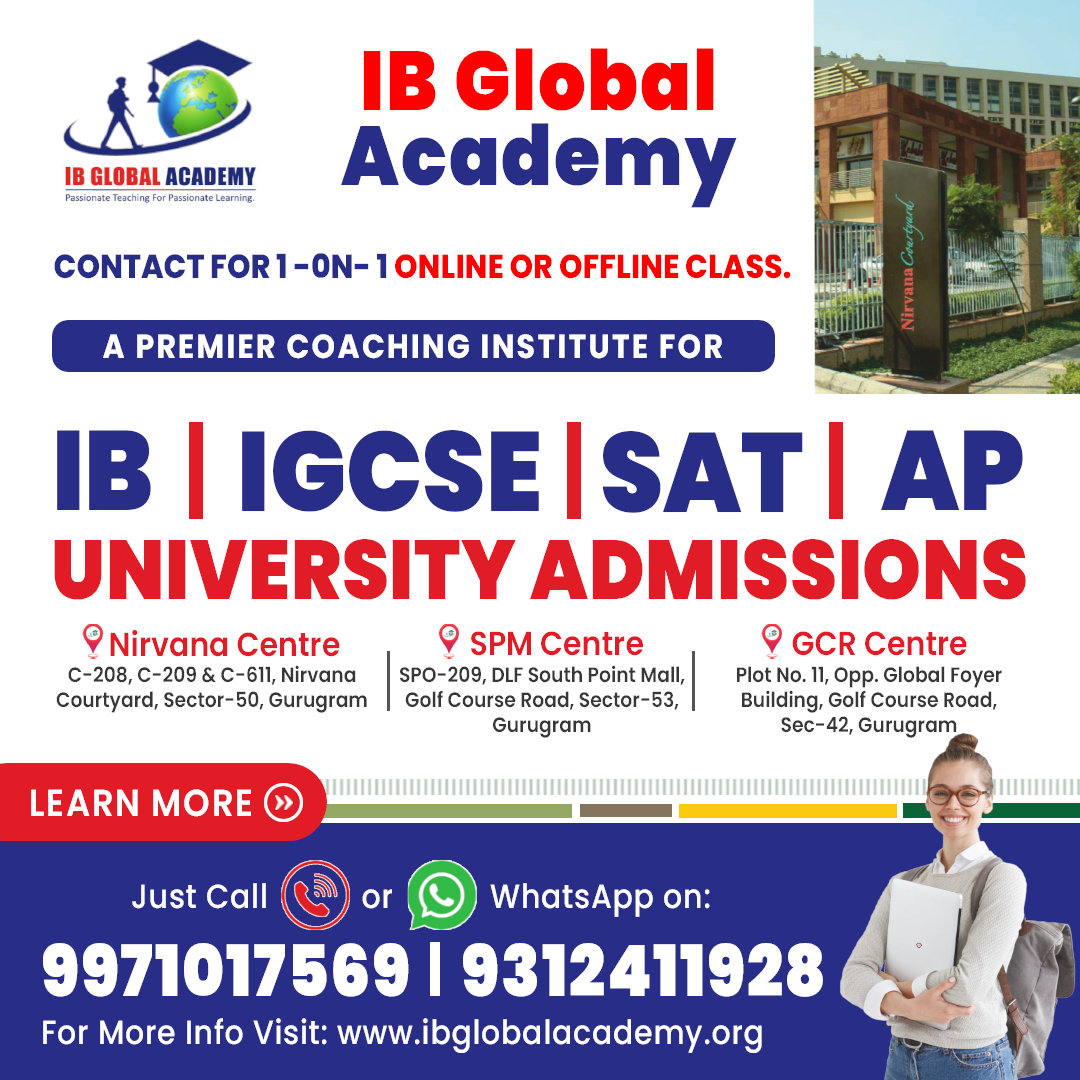 IB GLOBAL ACADEMY
Passionate Teaching For Passionate Learning.
IB Global
Academy
Nirvana Courtyard
CONTACT FOR 1 -0N- 1 ONLINE OR OFFLINE CLASS.
A PREMIER COACHING INSTITUTE FOR
IB | IGCSE | SAT | AP
UNIVERSITY ADMISSIONS
Nirvana Centre
C-208, C-209 & C-611, Nirvana
Courtyard, Sector-50, Gurugram
SPM Centre
SPO-209, DLF South Point Mall,
Golf Course Road, Sector-53,
Gurugram
GCR Centre
Plot No. 11, Opp. Global Foyer
Building, Golf Course Road,
Sec-42, Gurugram
LEARN MORE
Just Call or WhatsApp on:
9971017569 | 9312411928
For More Info Visit: www.ibglobalacademy.org